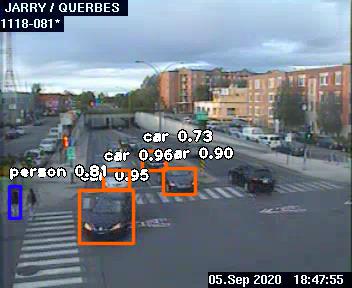 JARRY / QUERBES
1118-081*
car 0.73
car 0.96
car 0.90
person 0.81
car 0.95
05.Sep 2020 18:47:55